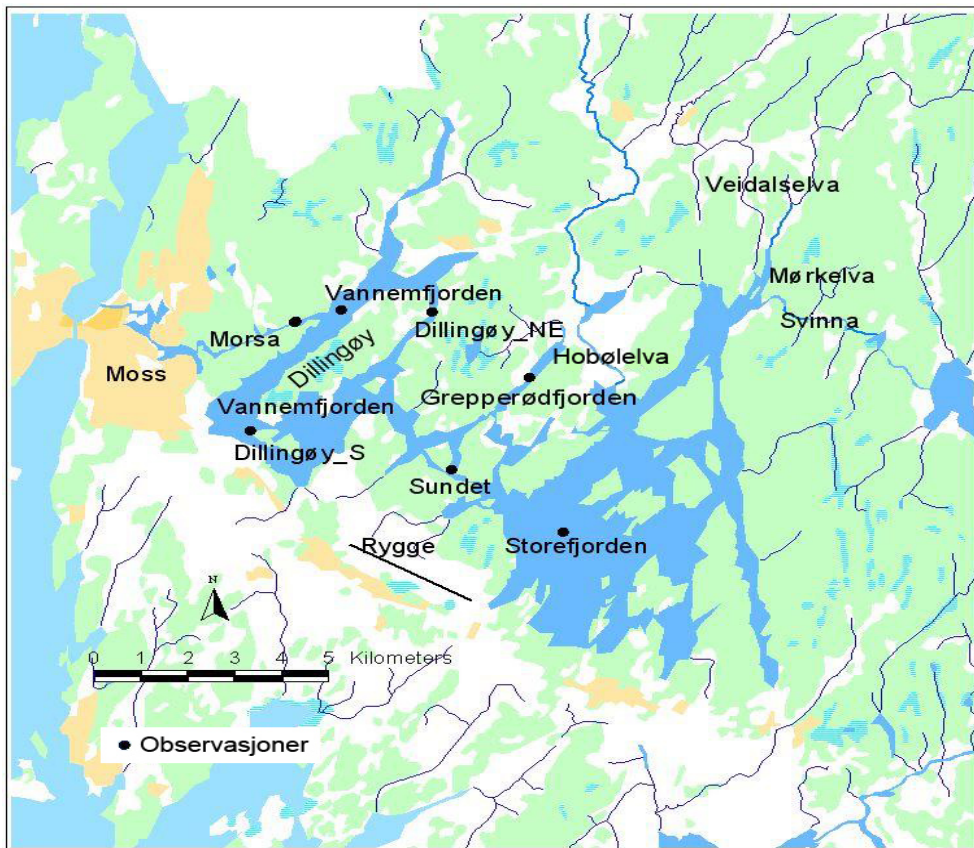 Veidalselva
Mørkelva
Vannemfjorden
Svinna
Morsa
Dillingøy_NE
Dillingøy
Hobølelva
Moss
Grepperødfjorden
Vannemfjorden
Dillingøy_S
Sundet
Rygge
Storefjorden
N
0 1 2 3 4 5 Kilometers
Observasjoner